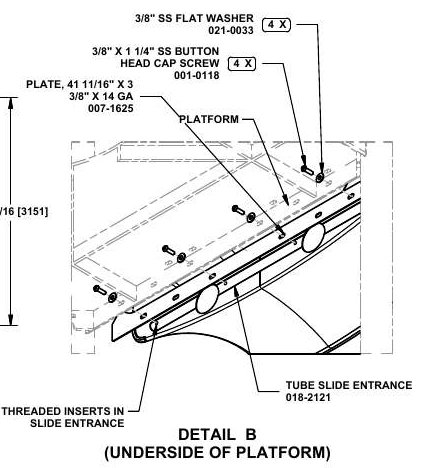 3/8" SS FLAT WASHER
021-0033
4 X
3/8" X 1 1/4" SS BUTTON
HEAD CAP SCREW
001-0118
4 X
PLATE, 41 11/16" X 3
3/8" X 14 GA
007-1625
PLATFORM
/16 [3151]
TUBE SLIDE ENTRANCE
018-2121
THREADED INSERTS IN
SLIDE ENTRANCE
DETAIL B
(UNDERSIDE OF PLATFORM)